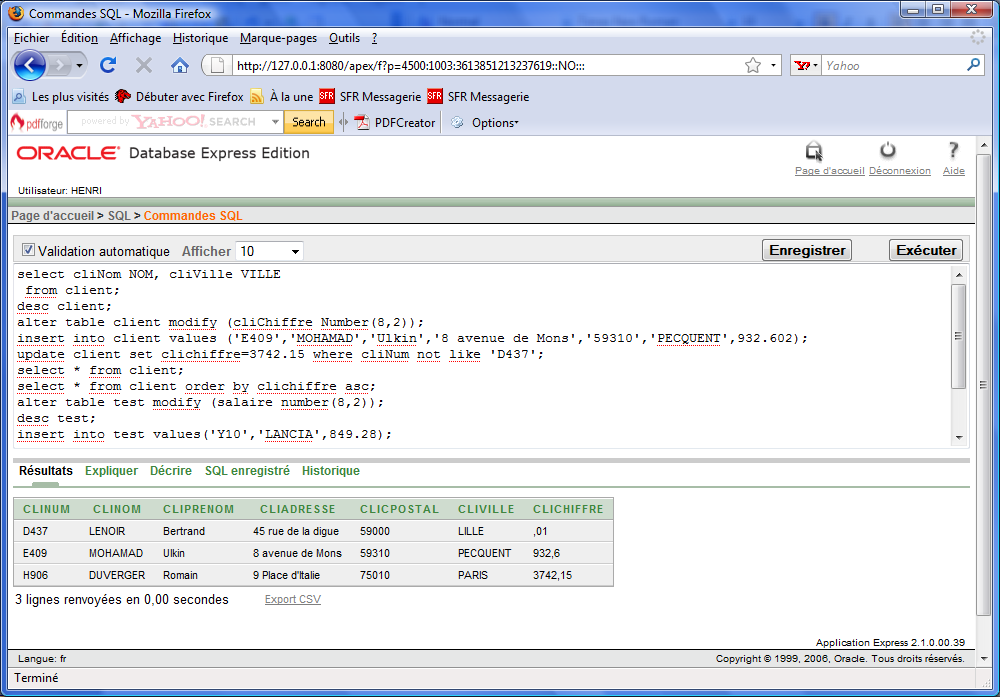 Commandes SQL - Mozilla Firefox
Fichier Édition Affichage Historique Marque-pages Outils ?
http://127.0.0.1:8080/apex/f?p=4500:1003:3613851213237619::NO::: Yahoo
Les plus visités Débuter avec Firefox À la une SFR SFR Messagerie SFR SFR Messagerie
pdfforge powered by YAHOO! SEARCH Search PDFCreator Options
ORACLE Database Express Edition
Page d'accueil Déconnexion ? Aide
Utilisateur: HENRI
Page d'accueil > SQL > Commandes SQL
Validation automatique Afficher 10 Enregistrer Exécuter
select cliNom NOM, cliVille VILLE
from client;
desc client;
alter table client modify (cliChiffre Number(8,2));
insert into client values ('E409','MOHAMAD','Ulkin','8 avenue de Mons','59310','PECQUENT',932.602);
update client set clichiffre=3742.15 where cliNum not like 'D437';
select * from client;
select * from client order by clichiffre asc;
alter table test modify (salaire number(8,2));
desc test;
insert into test values('Y10','LANCIA',849.28);
Résultats Expliquer Décrire SQL enregistré Historique
CLINUM CLINOM CLIPRENOM CLIADRESSE CLICPOSTAL CLIVILLE CLICHIFFRE
D437 LENOIR Bertrand 45 rue de la digue 59000 LILLE ,01
E409 MOHAMAD Ulkin 8 avenue de Mons 59310 PECQUENT 932,6
H906 DUVERGER Romain 9 Place d'Italie 75010 PARIS 3742,15
3 lignes renvoyées en 0,00 secondes Export CSV
Application Express 2.1.0.00.39
Langue: fr Copyright © 1999, 2006, Oracle. Tous droits réservés.
Terminé